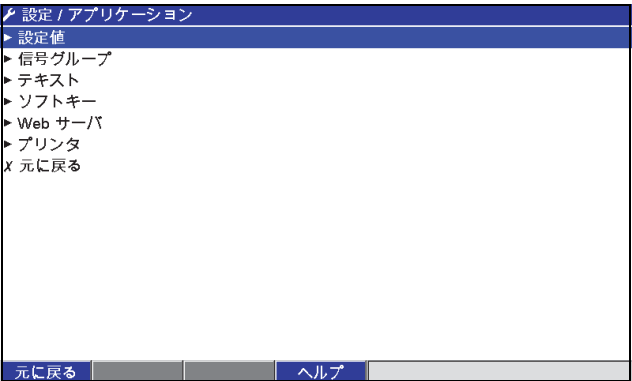 設定 / アプリケーション
設定値
信号グループ
テキスト
ソフトキー
Web サーバ
プリンタ
X 元に戻る
元に戻る ヘルプ